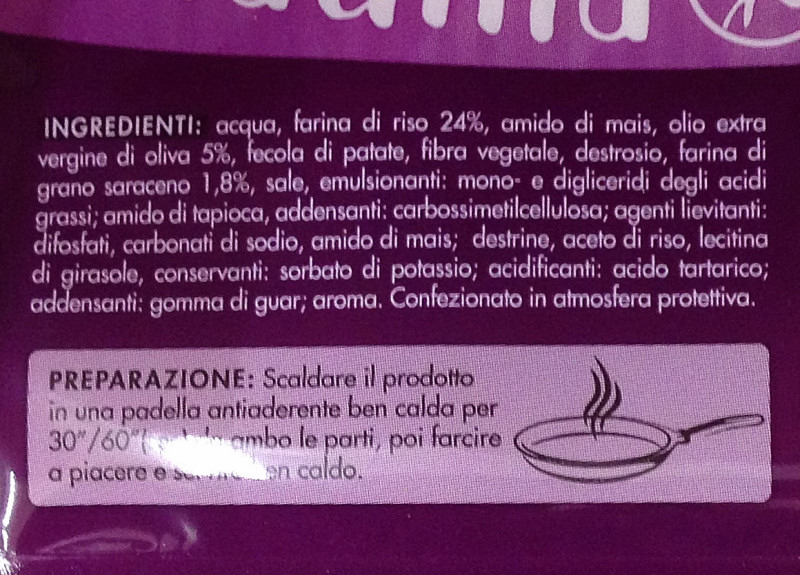 INGREDIENTI: acqua, farina di riso 24%, amido di mais, olio extra
vergine di oliva 5%, fecola di patate, fibra vegetale, destrosio, farina di
grano saraceno 1,8%, sale, emulsionanti: mono- e digliceridi degli acidi
grassi; amido di tapioca, addensanti: carbossimetilcellulosa; agenti lievitanti:
difosfati, carbonati di sodio, amido di mais; destrine, aceto di riso, lecitina
di girasole, conservanti: sorbato di potassio; acidificanti: acido tartarico;
addensanti: gomma di guar; aroma. Confezionato in atmosfera protettiva.
PREPARAZIONE: Scaldare il prodotto
in una padella antiaderente ben calda per
30"/60" ambo le parti, poi farcire
a piacere e caldo.